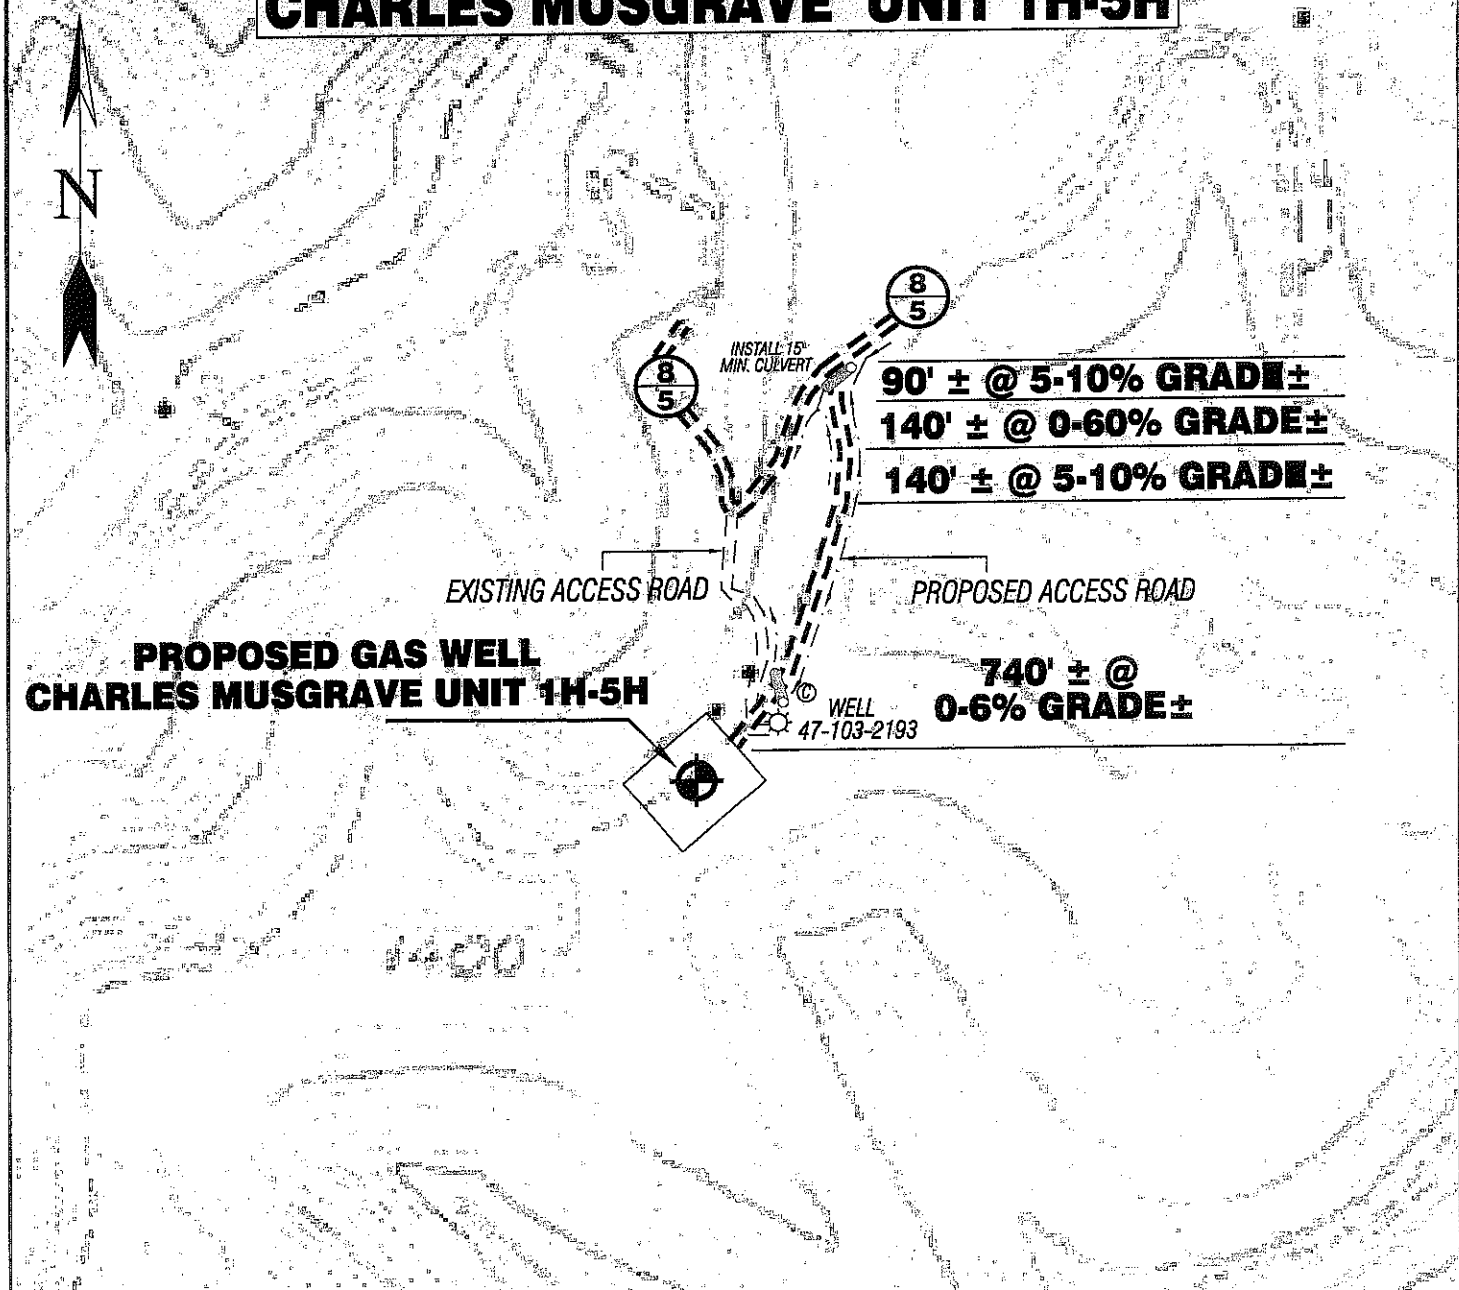 CHARLES MUSGRAVE UNIT 1H-5H
N
8
5
INSTALL 15"
MIN. CULVERT
8
5
90' ± @ 5-10% GRADE±
140' ± @ 0-60% GRADE±
140' ± @ 5-10% GRADE±
EXISTING ACCESS ROAD
PROPOSED ACCESS ROAD
PROPOSED GAS WELL
CHARLES MUSGRAVE UNIT 1H-5H
740' ± @
0-6% GRADE±
C
WELL
47-103-2193
1400